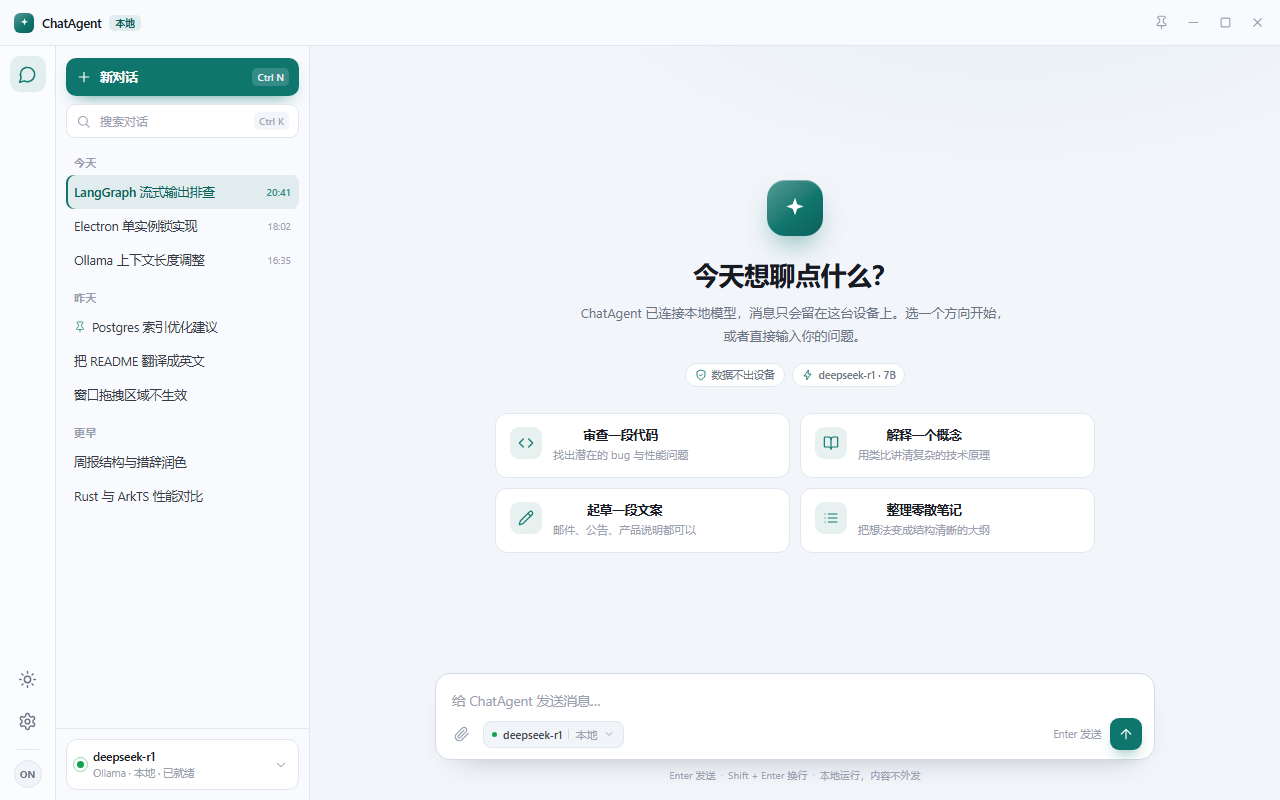 ChatAgent 本地
新对话 Ctrl N
搜索对话 Ctrl K
今天
LangGraph 流式输出排查 20:41
Electron 单实例锁实现 18:02
Ollama 上下文长度调整 16:35
昨天
Postgres 索引优化建议
把 README 翻译成英文
窗口拖拽区域不生效
更早
周报结构与措辞润色
Rust 与 ArkTS 性能对比
ON
deepseek-r1
Ollama · 本地 · 已就绪
今天想聊点什么？
ChatAgent 已连接本地模型，消息只会留在这台设备上。选一个方向开始，
或者直接输入你的问题。
数据不出设备
deepseek-r1 · 7B
审查一段代码
找出潜在的 bug 与性能问题
解释一个概念
用类比讲清复杂的技术原理
起草一段文案
邮件、公告、产品说明都可以
整理零散笔记
把想法变成结构清晰的大纲
给 ChatAgent 发送消息...
deepseek-r1 本地
Enter 发送
Enter 发送 · Shift + Enter 换行 · 本地运行，内容不外发